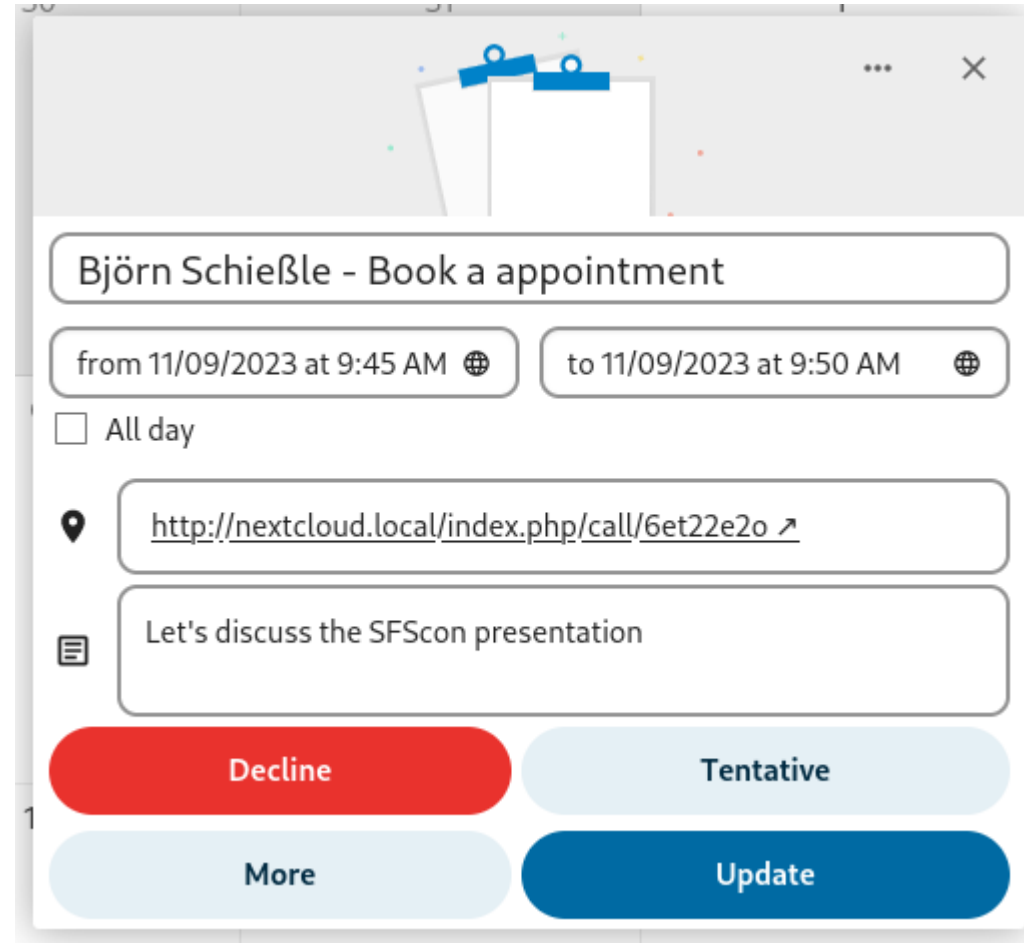 Björn Schießle - Book a appointment
from 11/09/2023 at 9:45 AM to 11/09/2023 at 9:50 AM
All day
http://nextcloud.local/index.php/call/6et22e2o ↗
Let's discuss the SFScon presentation
Decline Tentative
More Update